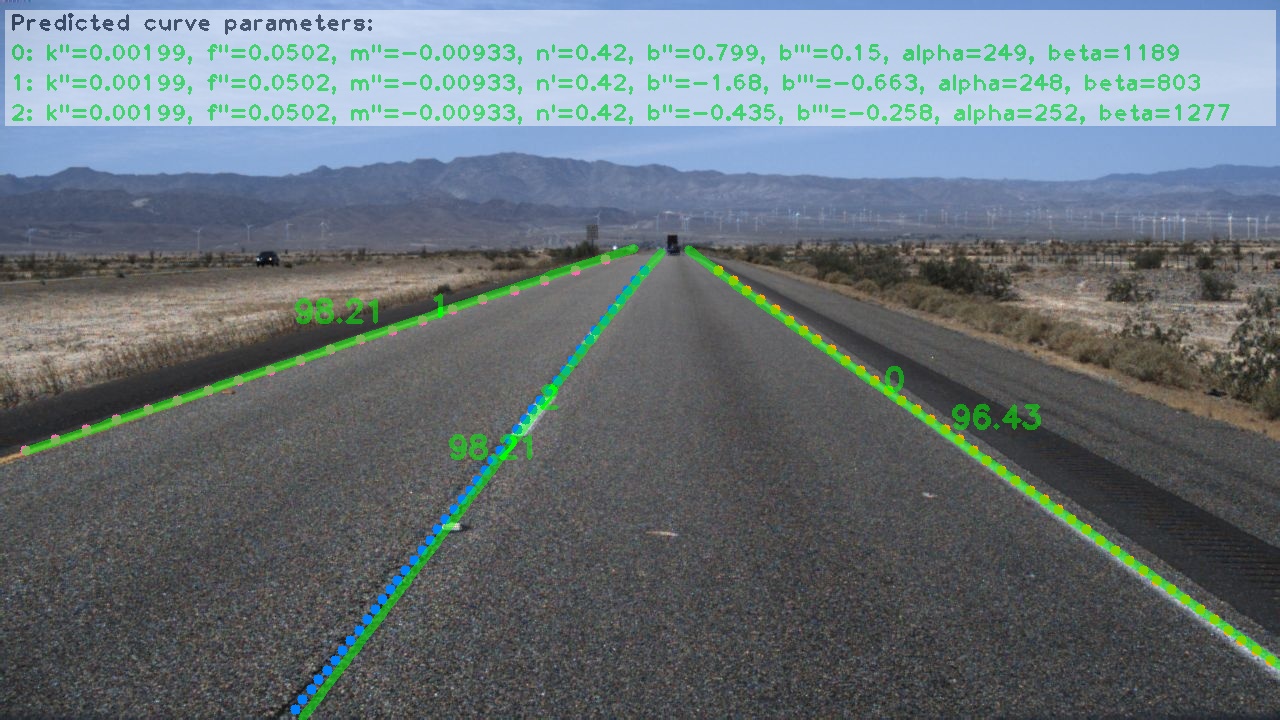 Predicted curve parameters:
0: k"=0.00199, f"=0.0502, m"=-0.00933, n'=0.42, b"=0.799, b'''=0.15, alpha=249, beta=1189
1: k"=0.00199, f"=0.0502, m"=-0.00933, n'=0.42, b"=-1.68, b'''=-0.663, alpha=248, beta=803
2: k"=0.00199, f"=0.0502, m"=-0.00933, n'=0.42, b"=-0.435, b'''=-0.258, alpha=252, beta=1277
98.21 1
0
2
96.43
98.21